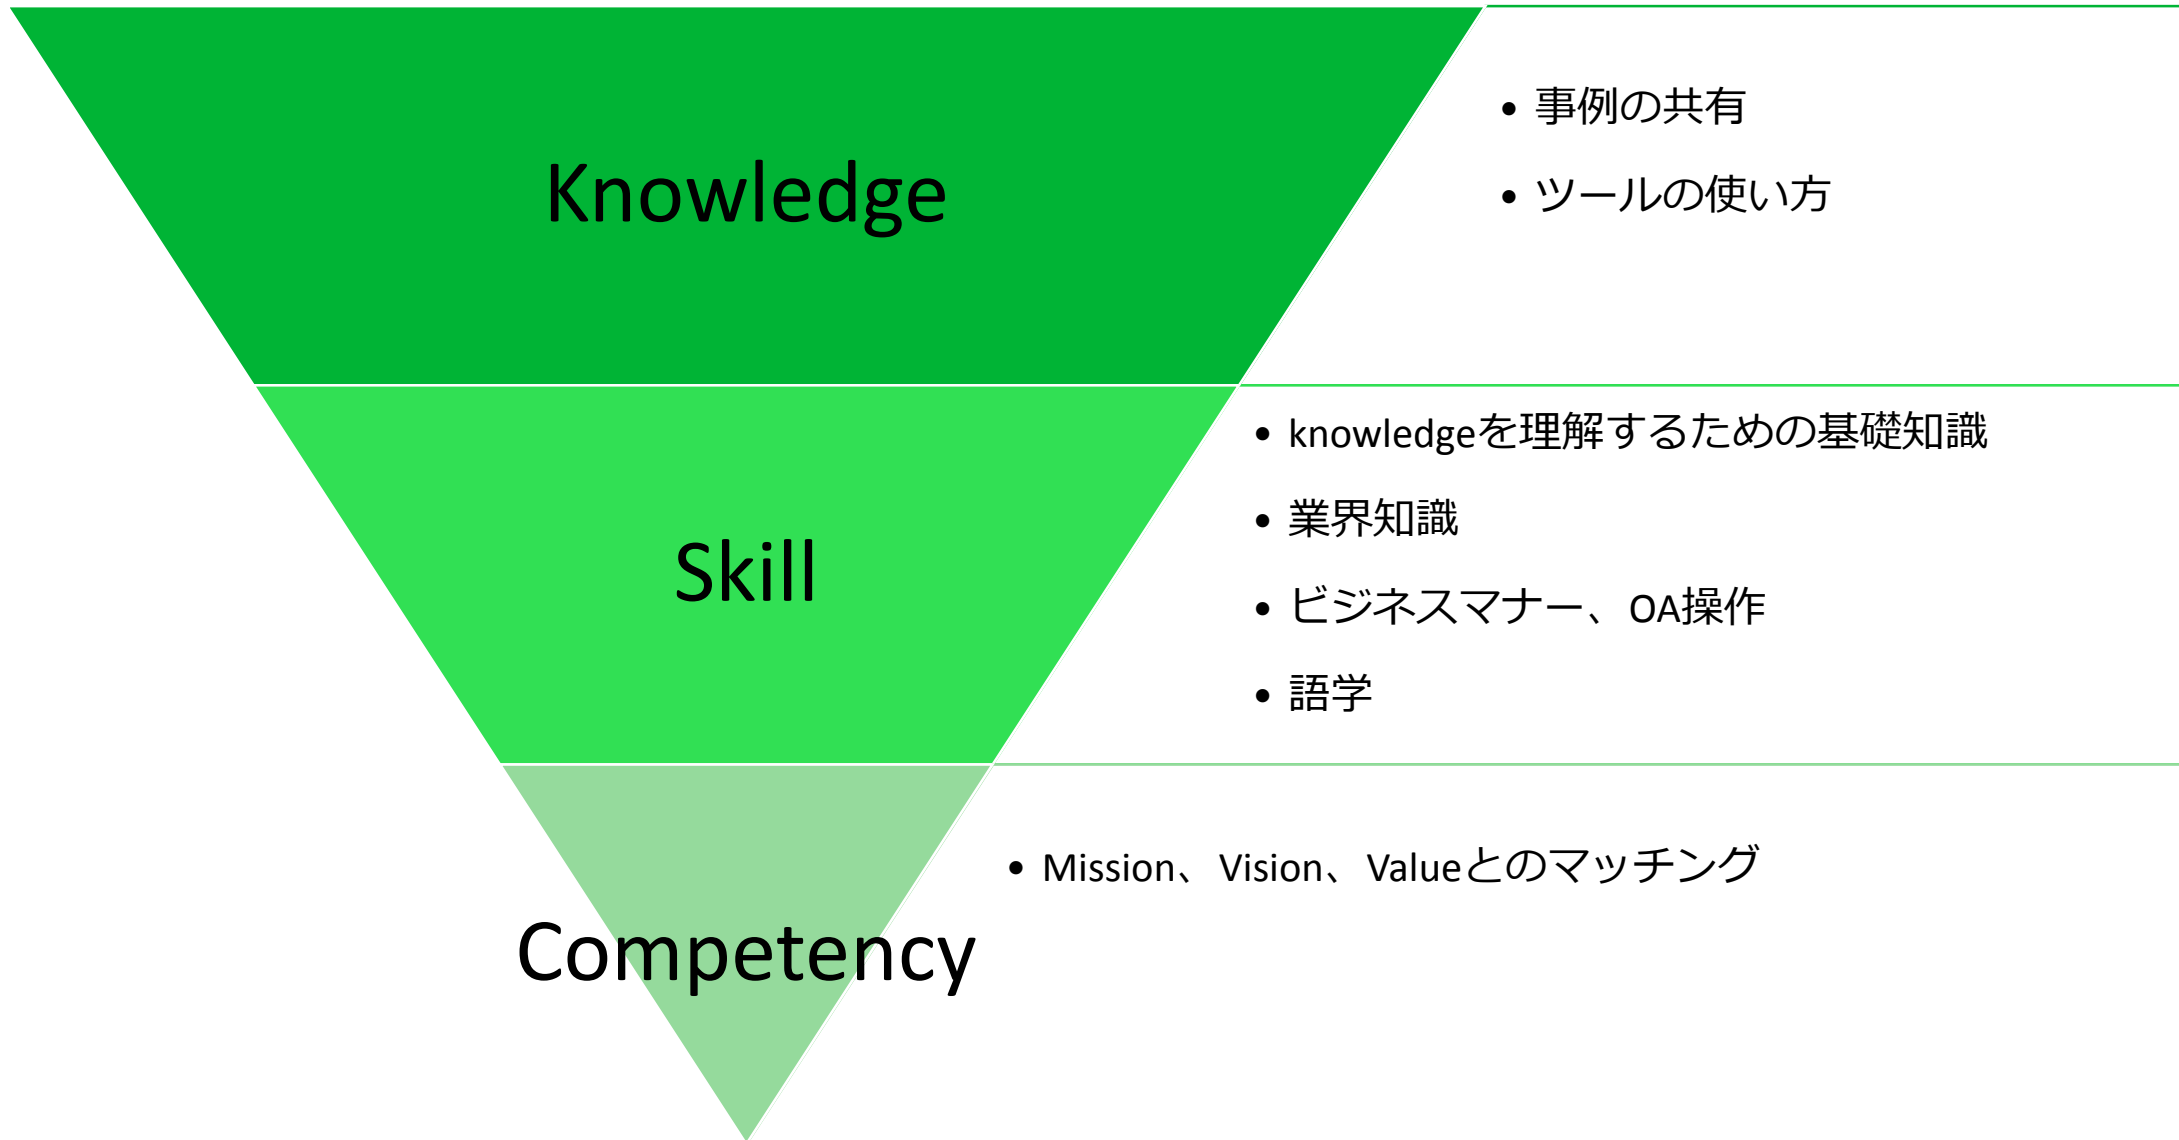 Knowledge
• 事例の共有
• ツールの使い方
Skill
• knowledgeを理解するための基礎知識
• 業界知識
• ビジネスマナー、OA操作
• 語学
Competency
• Mission、Vision、Valueとのマッチング